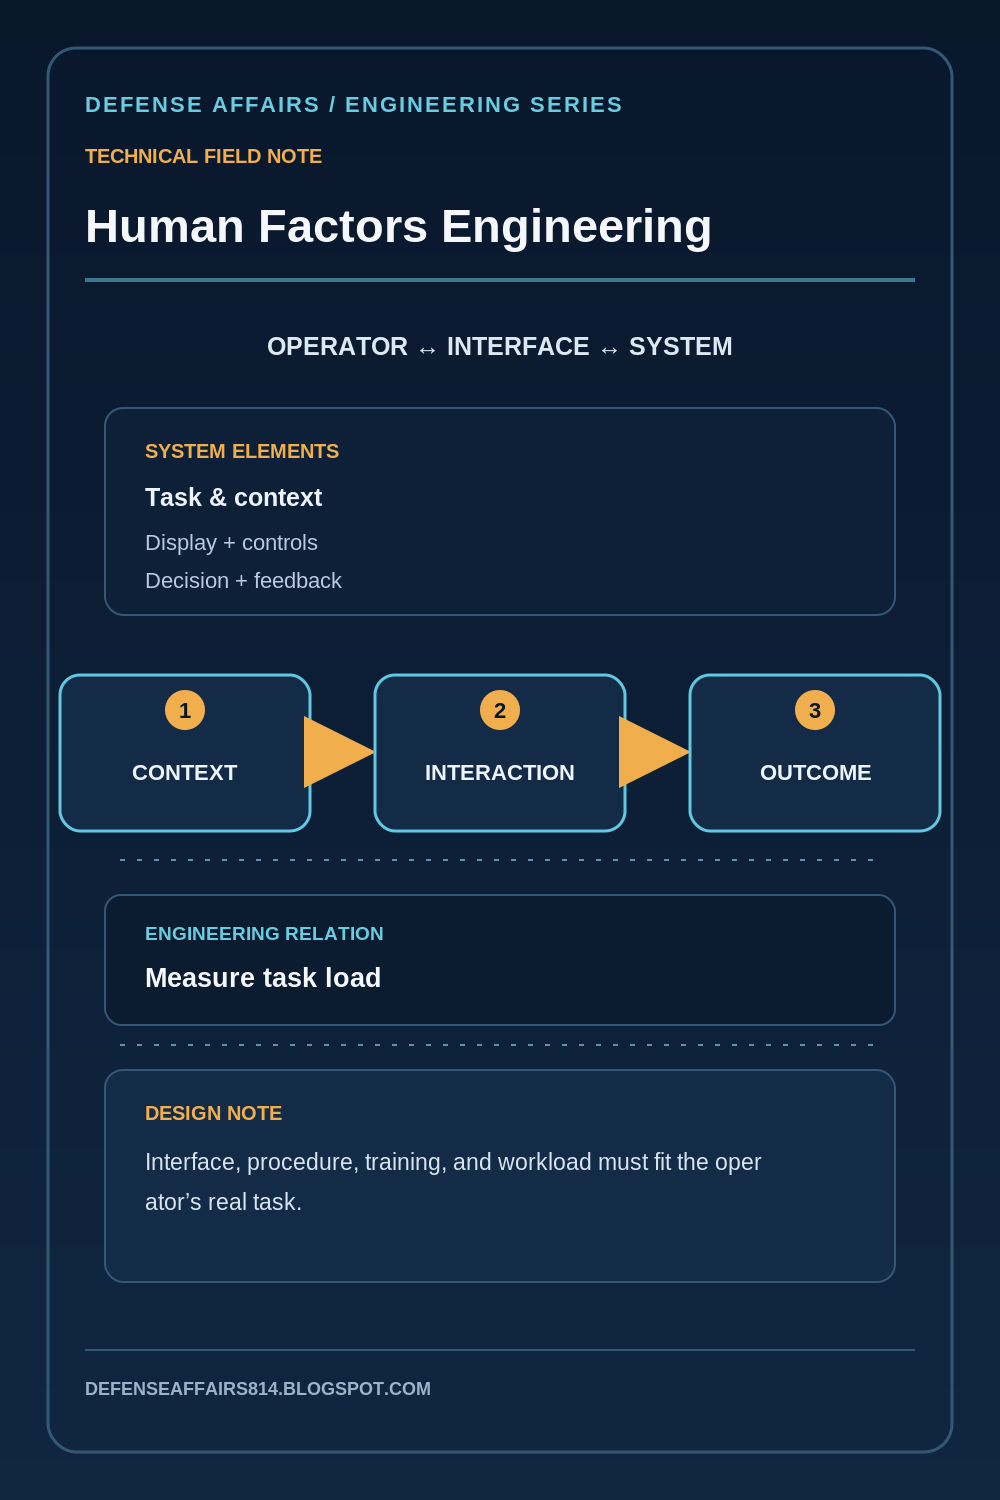 DEFENSE AFFAIRS / ENGINEERING SERIES
TECHNICAL FIELD NOTE
Human Factors Engineering
OPERATOR ↔ INTERFACE ↔ SYSTEM
SYSTEM ELEMENTS
Task & context
Display + controls
Decision + feedback
1
CONTEXT
2
INTERACTION
3
OUTCOME
ENGINEERING RELATION
Measure task load
DESIGN NOTE
Interface, procedure, training, and workload must fit the oper
ator’s real task.
DEFENSEAFFAIRS814.BLOGSPOT.COM